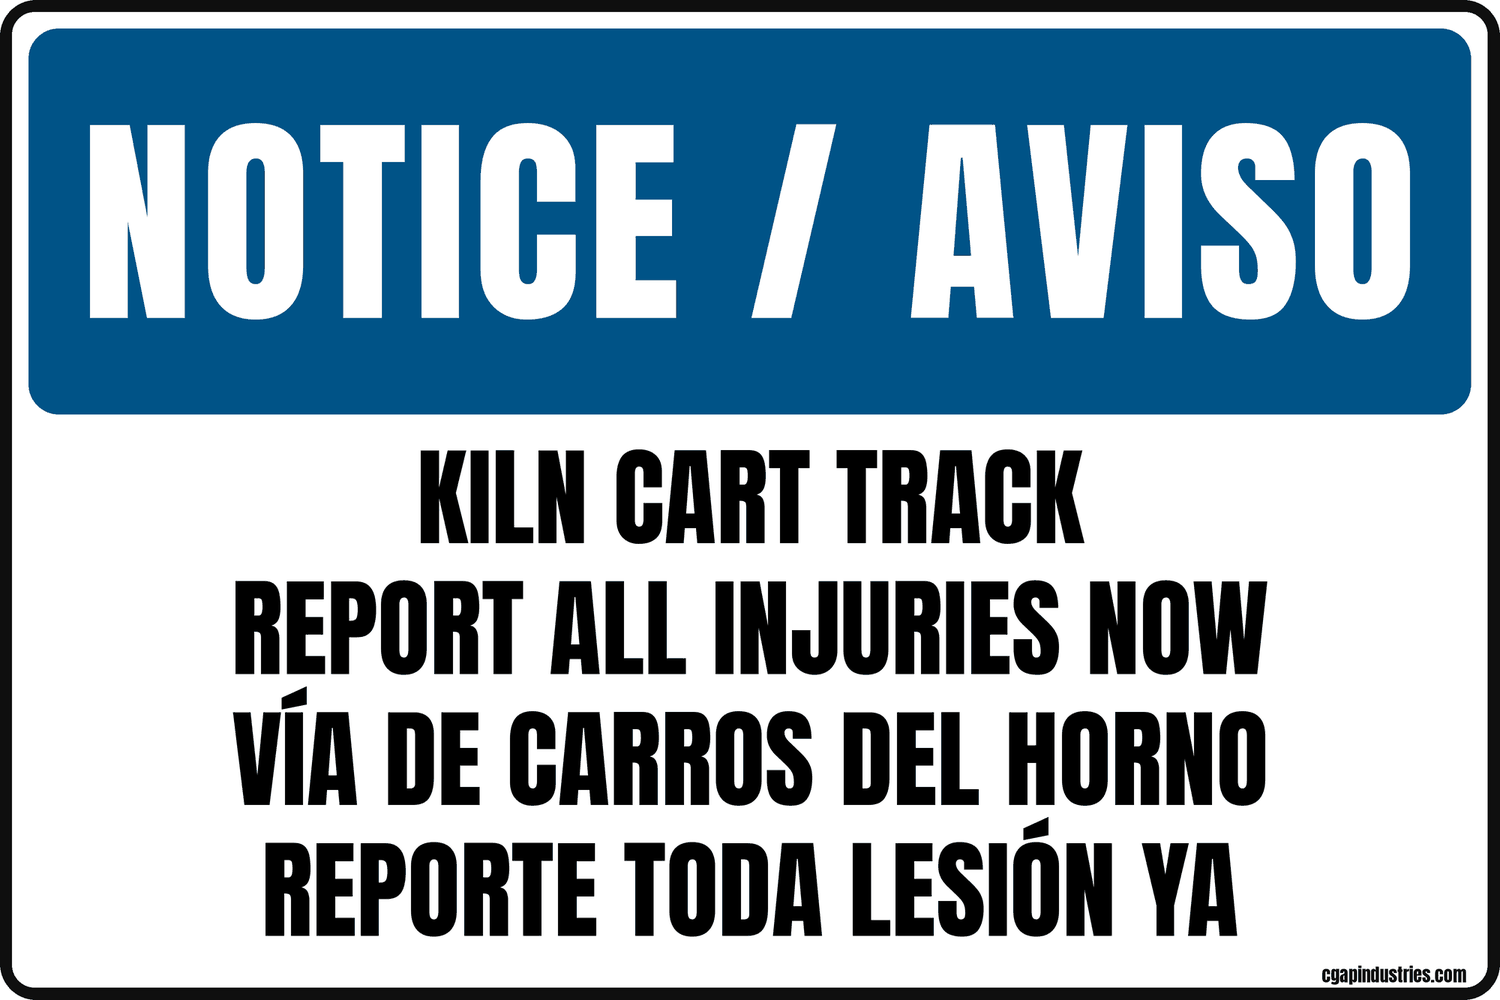 NOTICE / AVISO
KILN CART TRACK
REPORT ALL INJURIES NOW
VÍA DE CARROS DEL HORNO
REPORTE TODA LESIÓN YA
cgapindustries.com